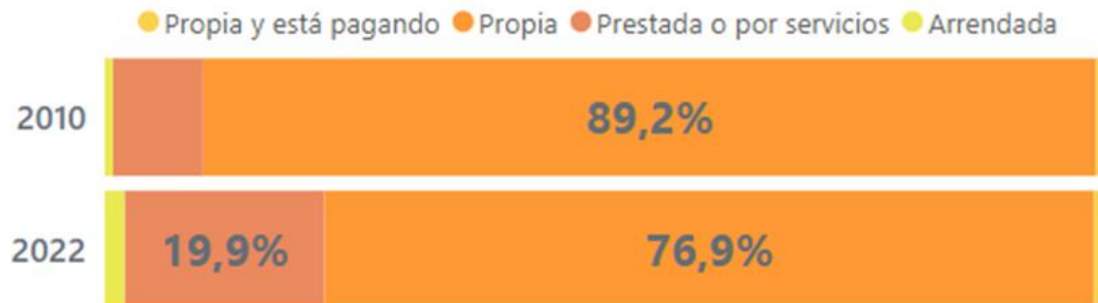 Propia y está pagando Propia Prestada o por servicios Arrendada
2010 89,2%
2022 19,9% 76,9%